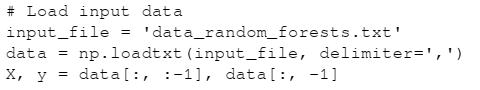 # Load input data
input_file = 'data_random_forests.txt'
data = np.loadtxt(input_file, delimiter=',')
X, y = data[:, :-1], data[:, -1]